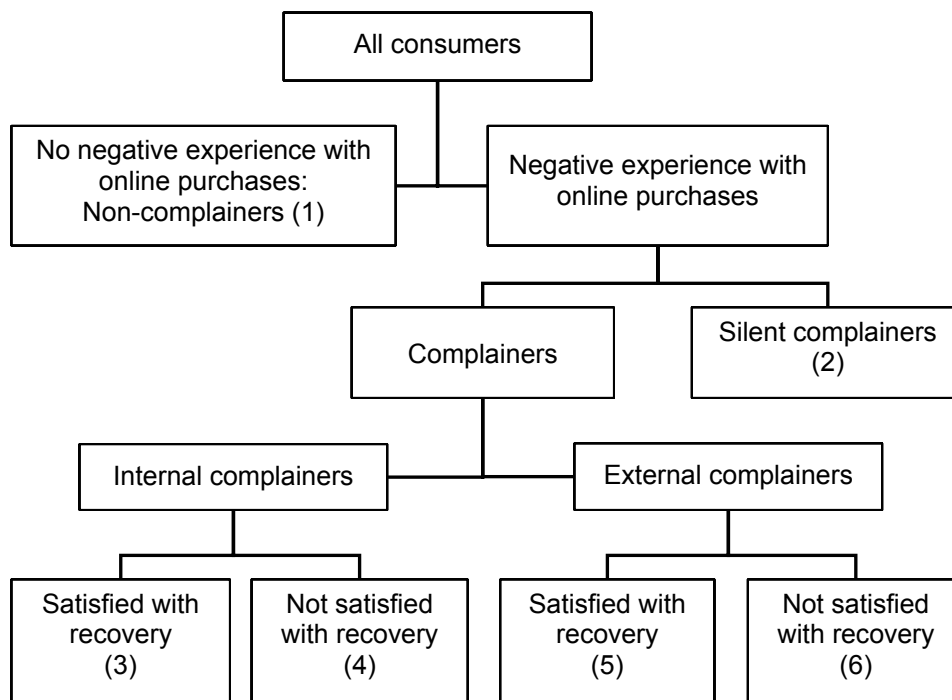 All consumers
No negative experience with
online purchases:
Non-complainers (1)
Negative experience with
online purchases
Complainers
Silent complainers
(2)
Internal complainers
External complainers
Satisfied with
recovery
(3)
Not satisfied
with recovery
(4)
Satisfied with
recovery
(5)
Not satisfied
with recovery
(6)